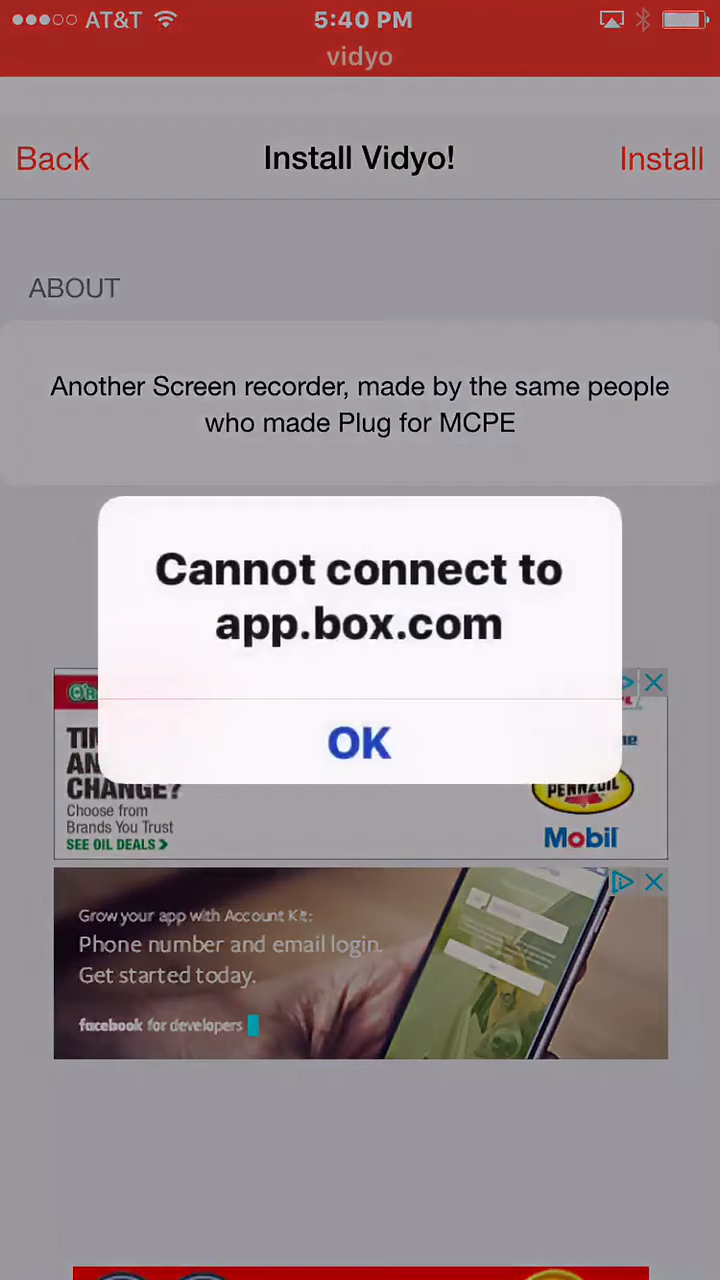 AT&T 5:40 PM
vidyo
Back Install Vidyo! Install
ABOUT
Another Screen recorder, made by the same people
who made Plug for MCPE
Cannot connect to
app.box.com
OK
CHANGE?
Choose from
Brands You Trust
SEE OIL DEALS
PENNZOIL
Mobil
Grow your app with Account Kit:
Phone number and email login.
Get started today.
facebook for developers